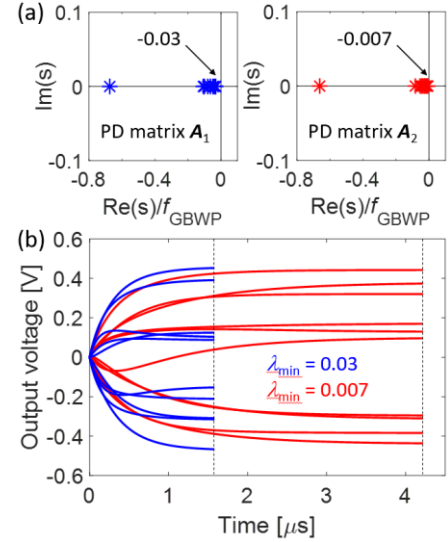 (a)
0.1
-0.03
Im(s)
0
PD matrix A₁
-0.1
-0.8
-0.4
0
Re(s)/f_GBWP
0.1
-0.007
Im(s)
0
PD matrix A₂
-0.1
-0.8
-0.4
0
Re(s)/f_GBWP
(b)
Output voltage [V]
0.6
0.4
0.2
0
-0.2
-0.4
-0.6
λmin = 0.03
λmin = 0.007
0
1
2
3
4
Time [μs]